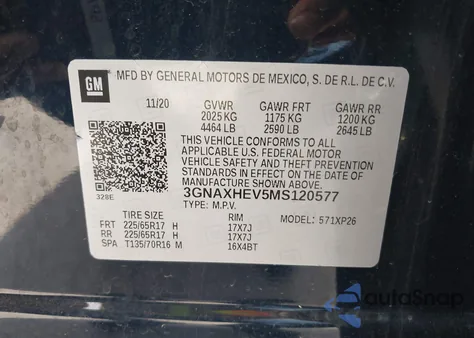 GM
MFD BY GENERAL MOTORS DE MEXICO, S. DE R.L. DE C.V.
11/20 GVWR GAWR FRT GAWR RR
2025 KG 1175 KG 1200 KG
4464 LB 2590 LB 2645 LB
THIS VEHICLE CONFORMS TO ALL
APPLICABLE U.S. FEDERAL MOTOR
VEHICLE SAFETY AND THEFT PREVENTION
STANDARDS IN EFFECT ON THE DATE OF
MANUFACTURE SHOWN ABOVE.
3GNAXHEV5MS120577
328E TYPE: M.P.V. MODEL: 571XP26
TIRE SIZE RIM
FRT 225/65R17 H 17X7J
RR 225/65R17 H 17X7J
SPA T135/70R16 M 16X4BT
autoSnap